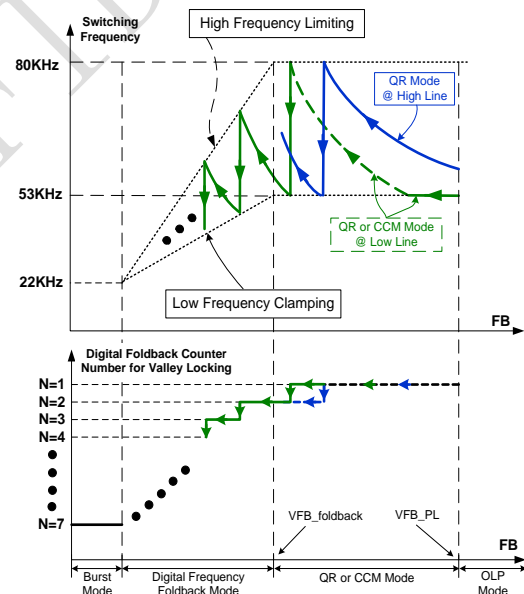 Switching
Frequency
High Frequency Limiting
80KHz
QR Mode
@ High Line
53KHz
QR or CCM Mode
@ Low Line
22KHz
Low Frequency Clamping
FB
Digital Foldback Counter
Number for Valley Locking
N=1
N=2
N=3
N=4
N=7
VFB_foldback
VFB_PL
FB
Burst
Mode
Digital Frequency
Foldback Mode
QR or CCM Mode
OLP
Mode